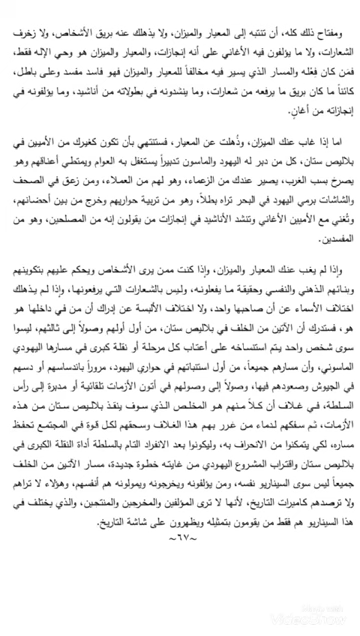 ومفتاح ذلك كله، أن تنتبه إلى المعيار والميزان، ولا يذهلك عنه بريق الأشخاص، ولا زخرف
الشعارات، ولا ما يؤلفون فيه الأغاني على أنه إنجازات، والمعيار والميزان هو وحي الإله فقط،
فمن كان فِعْله والمسار الذي يسير فيه مخالفاً للمعيار والميزان فهو فاسد مفسد وعلى باطل،
كائناً ما كان بريق ما يرفعه من شعارات، وما ينشدونه في بطولاته من أناشيد، وما يؤلفونه في
إنجازاته من أغانٍ.
اما إذا غاب عنك الميزان، وذُهلت عن المعيار، فستنتهي بأن تكون كغيرك من الأميين في
بلاليص ستان، كل من دبر له اليهود والماسون تدبيراً يستغفل به العوام ويمتطي أعناقهم وهو
يصرخ بسب الغرب، يصير عندك من الزعماء، وهو لهم من العملاء، ومن زعق في الصحف
والشاشات برمي اليهود في البحر تراه بطلاً، وهو من تربية حواريهم وخرج من بين أحضانهم،
وتُغني مع الأميين الأغاني وتنشد الأناشيد في إنجازات من يقولون إنه من المصلحين، وهو من
المفسدين.
وإذا لم يغب عنك المعيار والميزان، وإذا كنت ممن يرى الأشخاص ويحكم عليهم بتكوينهم
وبنائهم الذهني والنفسي وحقيقة ما يفعلونه، وليس بالشعارات التي يرفعونها، وإذا لم يذهلك
اختلاف الأسماء عن أن صاحبها واحد، ولا اختلاف الألبسة عن إدراك أن من في داخلها هو
هو، فستدرك أن الآتين من الخلف في بلاليص ستان، من أول أولهم وصولاً إلى ثالثهم، ليسوا
سوى شخص واحد يتم استنساخه على أعتاب كل مرحلة أو نقلة كبرى في مسارها اليهودي
الماسوني، وأن مسارهم جميعاً، من أول استنباتهم في حواري اليهود، مروراً باندساسهم أو دسهم
في الجيوش وصعودهم فيها، وصولاً إلى وصولهم في أتون الأزمات تلقائية أو مدبرة إلى رأس
السلطة، في غلاف أن كلاً منهم هو المخلص الذي سوف ينقذ بلاليص ستان من هذه
الأزمات، ثم سفكهم لدماء من غرر بهم هذا الغلاف وسحقهم لكل قوة في المجتمع تحفظ
مساره، لكي يتمكنوا من الانحراف به، وليكونوا بعد الانفراد التام بالسلطة أداة النقلة الكبرى في
بلاليص ستان واقتراب المشروع اليهودي من غايته خطوة جديدة، مسار الآتين من الخلف
جميعاً ليس سوى السيناريو نفسه، ومن يؤلفونه ويخرجونه ويمولونه هم أنفسهم، وهؤلاء لا تراهم
ولا ترصدهم كاميرات التاريخ، لأنها لا ترى المؤلفين والمخرجين والمنتجين، والذي يختلف في
هذا السيناريو هم فقط من يقومون بتمثيله ويظهرون على شاشة التاريخ.
~٦٧~